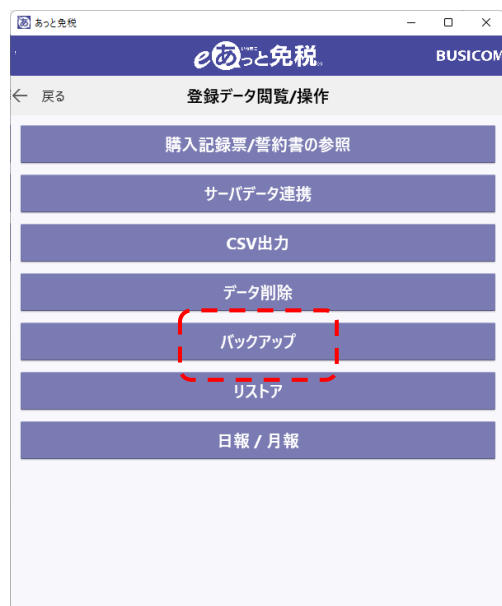 あ あっと免税
eあっと免税 BUSICOM
← 戻る 登録データ閲覧/操作
購入記録票/誓約書の参照
サーバデータ連携
CSV出力
データ削除
バックアップ
リストア
日報 / 月報